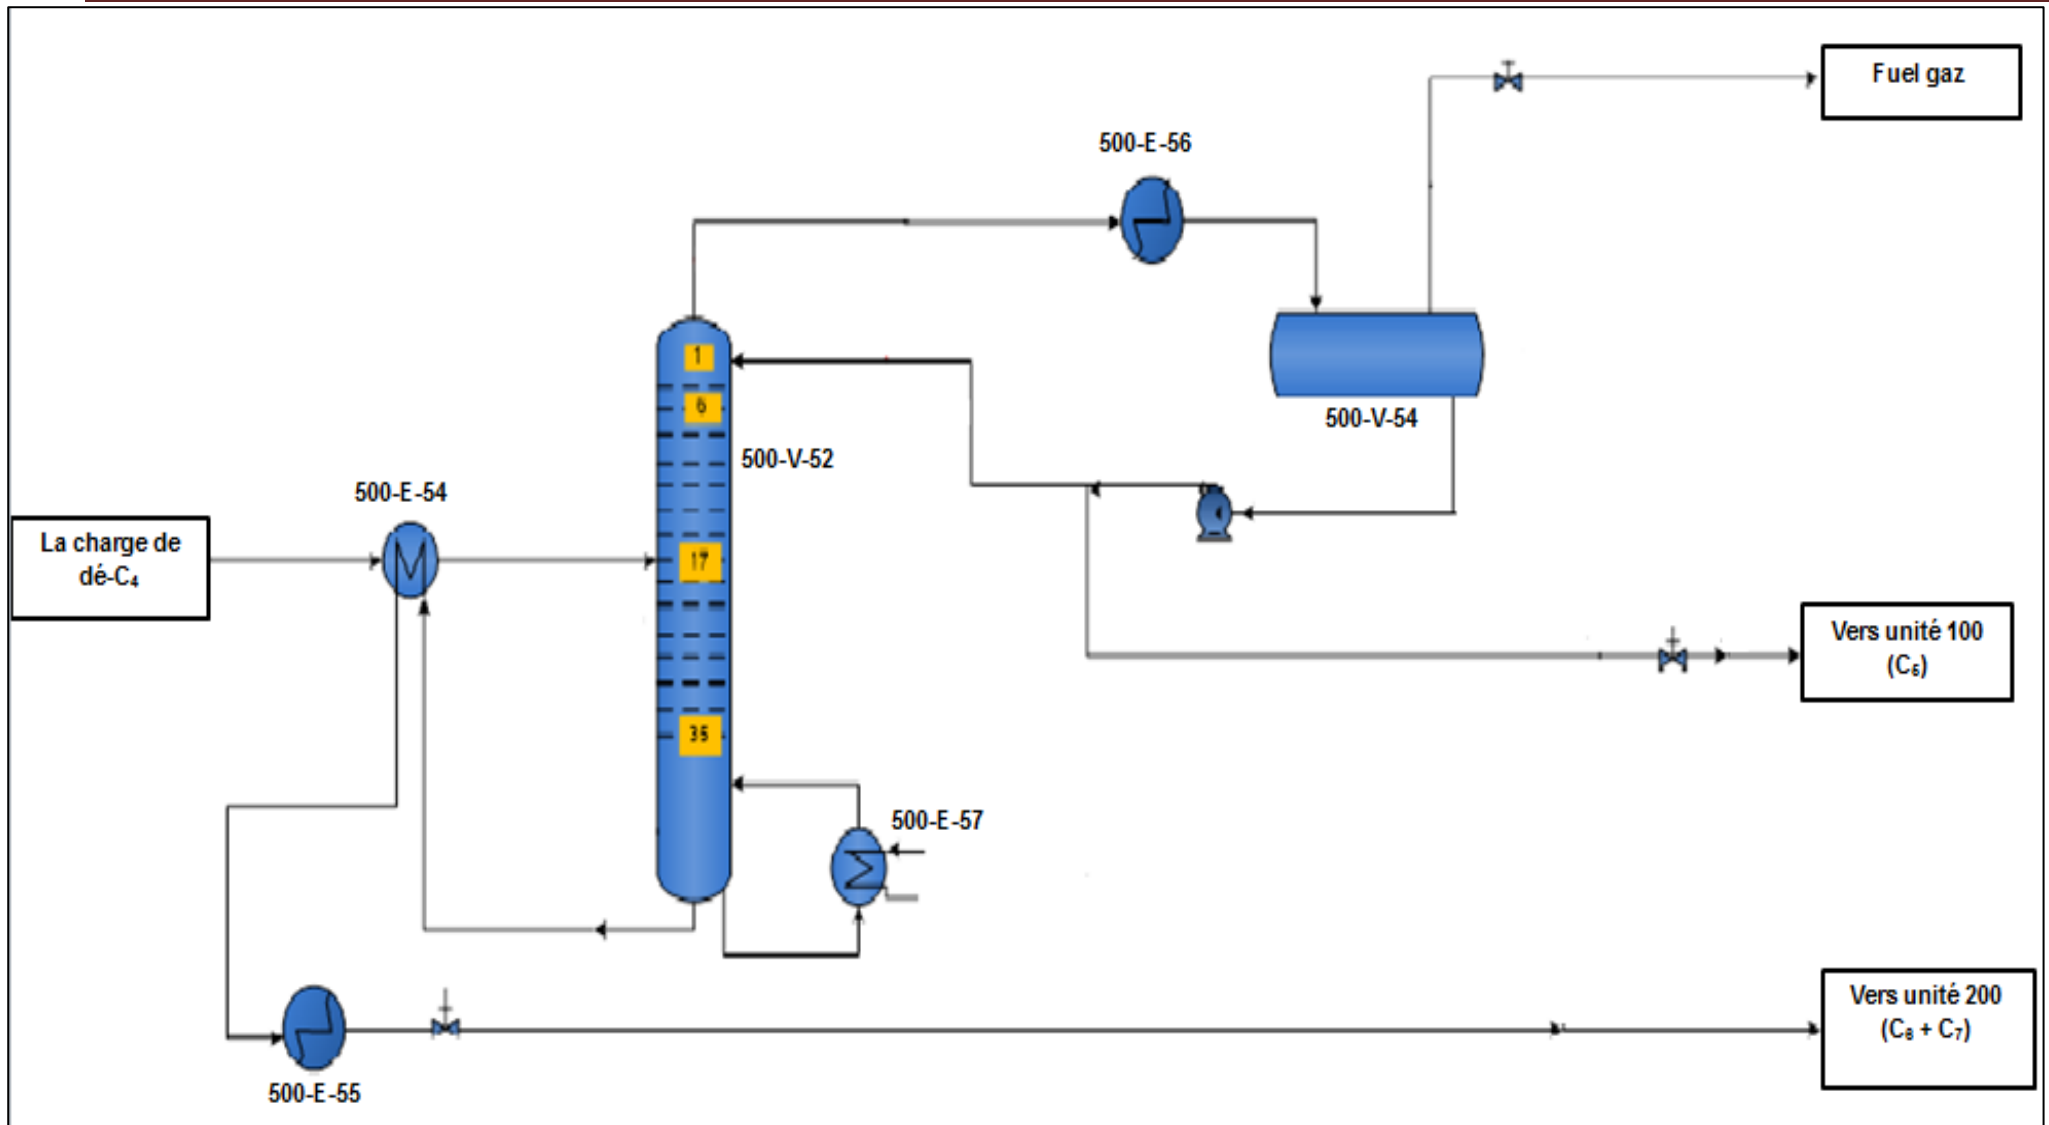 Fuel gaz
500-E-56
1
6
500-V-54
500-V-52
500-E-54
La charge de
dé-C₄
17
Vers unité 100
(C₅)
35
500-E-57
Vers unité 200
(C₆ + C₇)
500-E-55